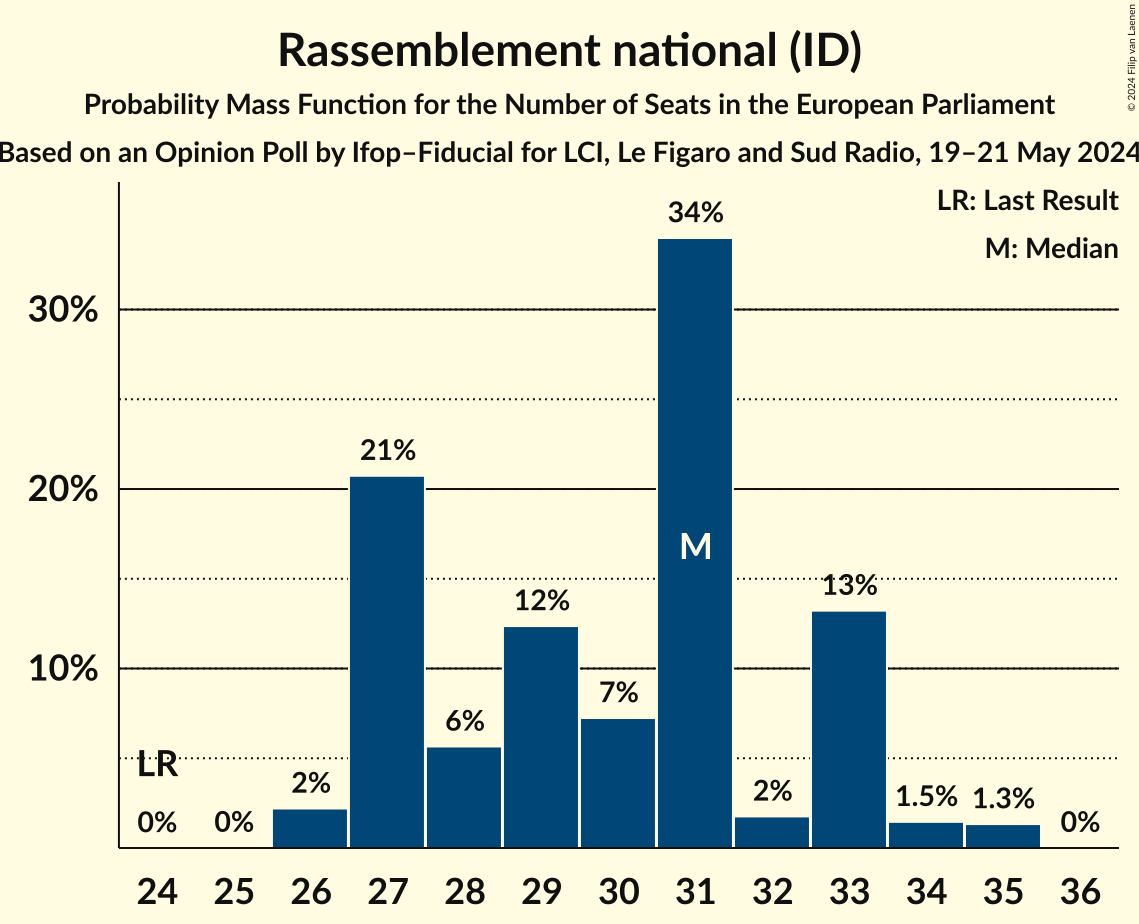 Rassemblement national (ID)
Probability Mass Function for the Number of Seats in the European Parliament
Based on an Opinion Poll by Ifop–Fiducial for LCI, Le Figaro and Sud Radio, 19–21 May 2024
© 2024 Filip van Laenen
LR: Last Result
M: Median
34%
30%
21%
20%
M
13%
12%
10%
7%
6%
LR
2%
2%
1.5%
1.3%
0%
0%
0%
24 25 26 27 28 29 30 31 32 33 34 35 36